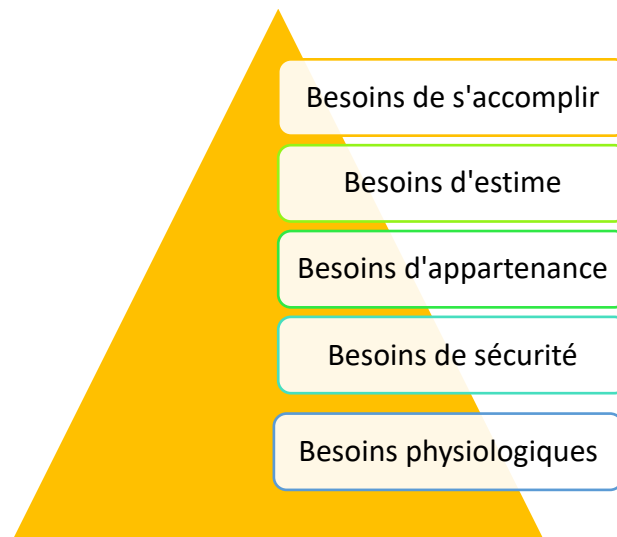 Besoins de s'accomplir
Besoins d'estime
Besoins d'appartenance
Besoins de sécurité
Besoins physiologiques